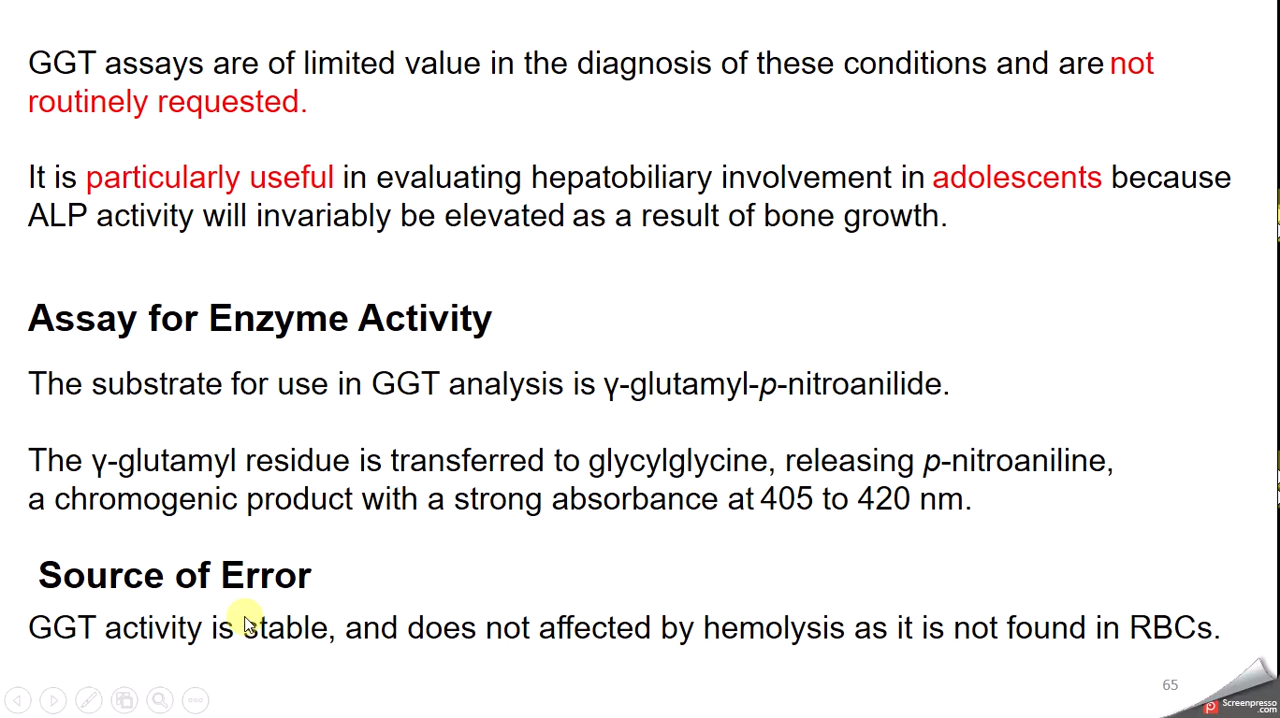 GGT assays are of limited value in the diagnosis of these conditions and are not
routinely requested.
It is particularly useful in evaluating hepatobiliary involvement in adolescents because
ALP activity will invariably be elevated as a result of bone growth.
Assay for Enzyme Activity
The substrate for use in GGT analysis is γ-glutamyl-p-nitroanilide.
The γ-glutamyl residue is transferred to glycylglycine, releasing p-nitroaniline,
a chromogenic product with a strong absorbance at 405 to 420 nm.
Source of Error
GGT activity is stable, and does not affected by hemolysis as it is not found in RBCs.
65
Screenpresso
.com